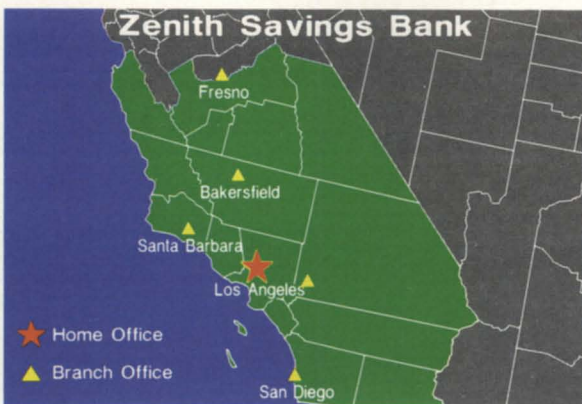 Zenith Savings Bank
Fresno
Bakersfield
Santa Barbara
Los Angeles
Home Office
Branch Office
San Diego